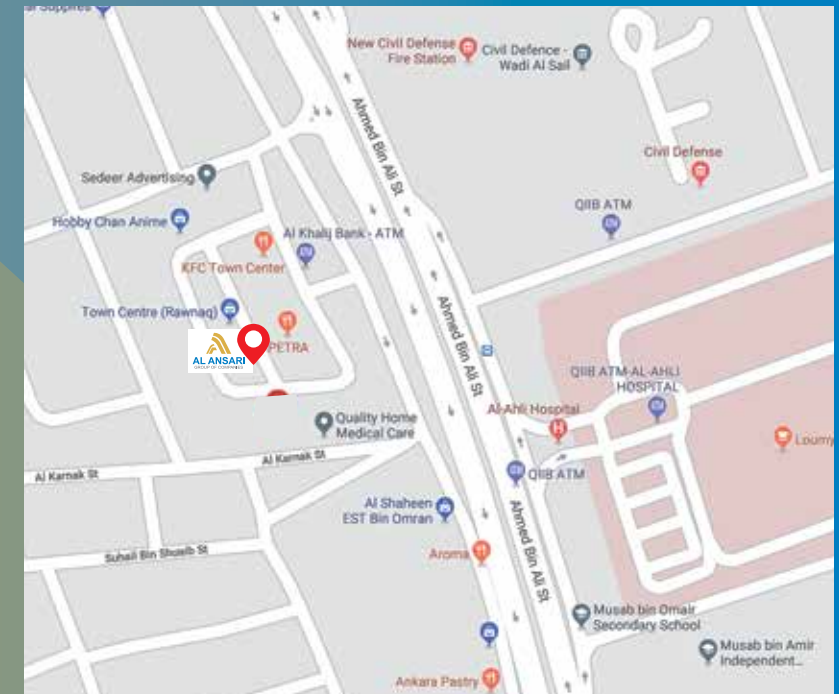 New Civil Defense
Fire Station
Civil Defence -
Wadi Al Sail
Ahmed Bin Ali St
Civil Defense
Sedeer Advertising
QIIB ATM
Hobby Chan Anime
Al Khalij Bank - ATM
KFC Town Center
Town Centre (Rawnaq)
Ahmed Bin Ali St
PETRA
AL ANSARI
GROUP OF COMPANIES
QIIB ATM-AL-AHLI
HOSPITAL
Al-Ahli Hospital
Quality Home
Medical Care
Al Karnak St
Al Karnak St
QIIB ATM
Al Shaheen
EST Bin Omran
Ahmed Bin Ali St
Suhail Bin Shuaib St
Aroma
Musab bin Omair
Secondary School
Musab bin Amir
Independent...
Ankara Pastry